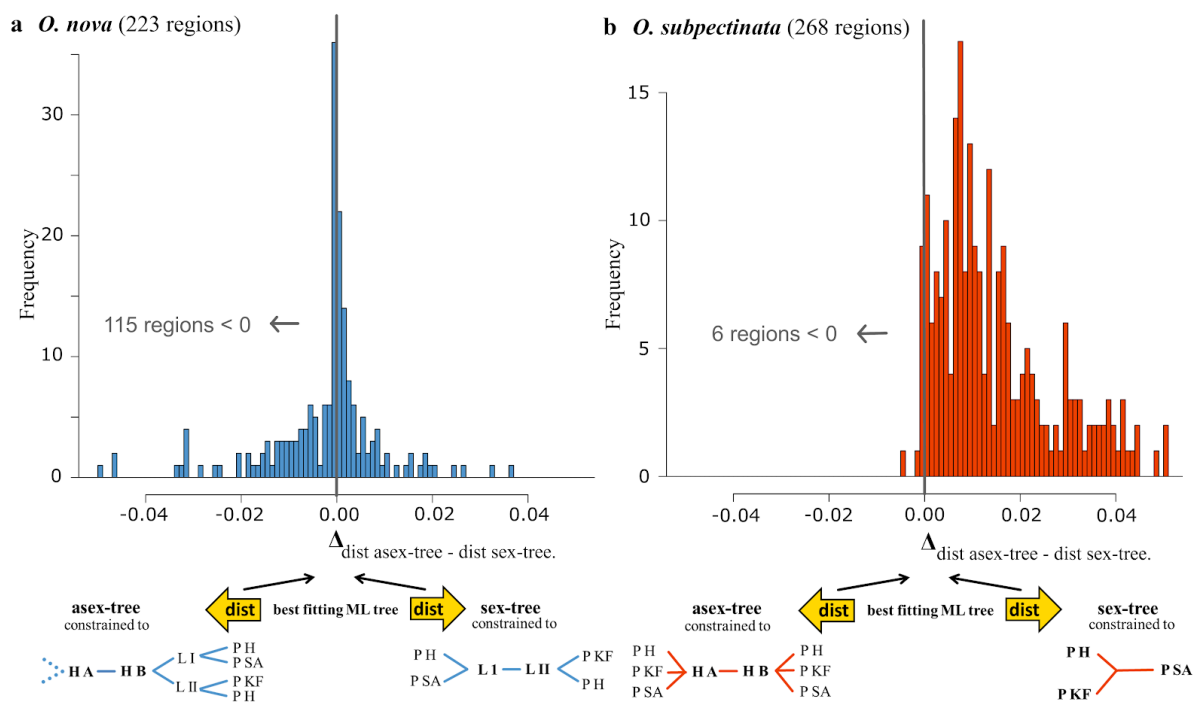 a O. nova (223 regions)
30
20
10
0
Frequency
115 regions < 0
-0.04 -0.02 0.00 0.02 0.04
Δ dist asex-tree - dist sex-tree.
asex-tree
constrained to
dist
best fitting ML tree
dist
sex-tree
constrained to
H A
H B
L I
L II
P H
P SA
P KF
P H
P H
P SA
L 1
L II
P KF
P H
b O. subpectinata (268 regions)
15
10
5
0
Frequency
6 regions < 0
-0.04 -0.02 0.00 0.02 0.04
Δ dist asex-tree - dist sex-tree.
asex-tree
constrained to
dist
best fitting ML tree
dist
sex-tree
constrained to
P H
P KF
P SA
H A
H B
P H
P KF
P SA
P H
P KF
P SA